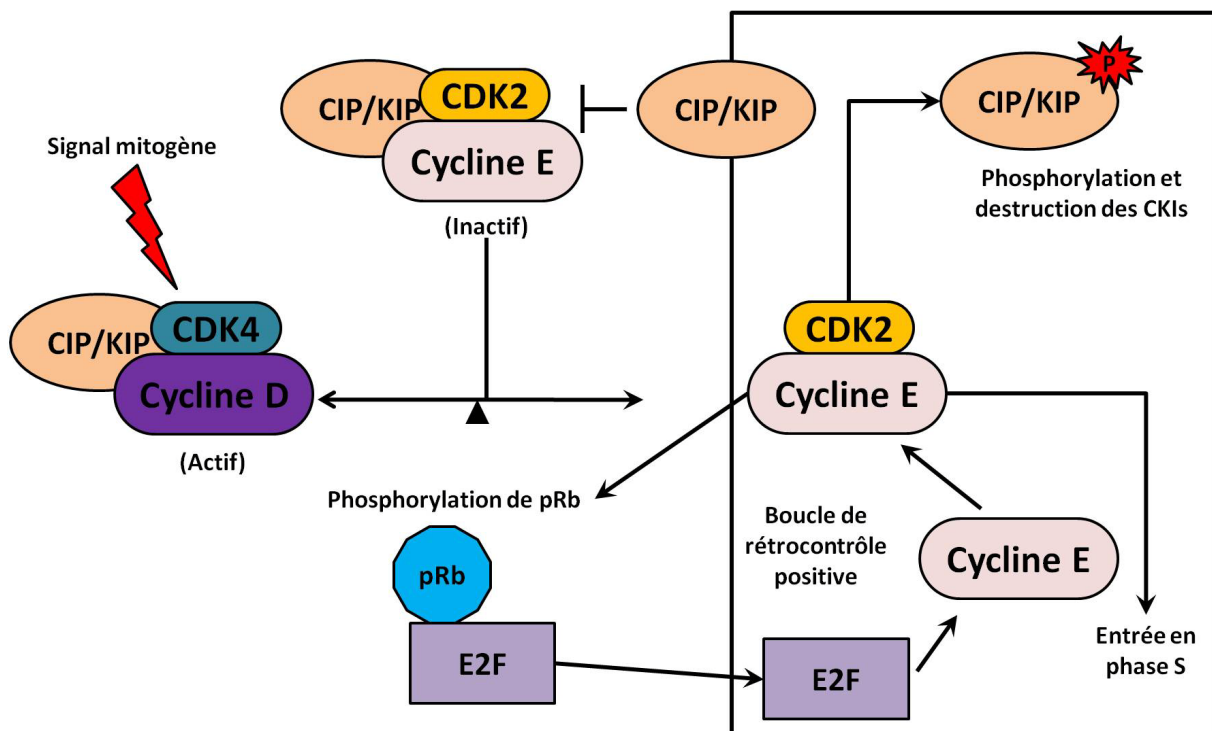 CIP/KIP
CDK2
Cycline E
(Inactif)
CIP/KIP
CIP/KIP
P
Phosphorylation et
destruction des CKIs
Signal mitogène
CIP/KIP
CDK4
Cycline D
(Actif)
CDK2
Cycline E
Phosphorylation de pRb
pRb
E2F
Boucle de
rétrocontrôle
positive
Cycline E
E2F
Entrée en
phase S